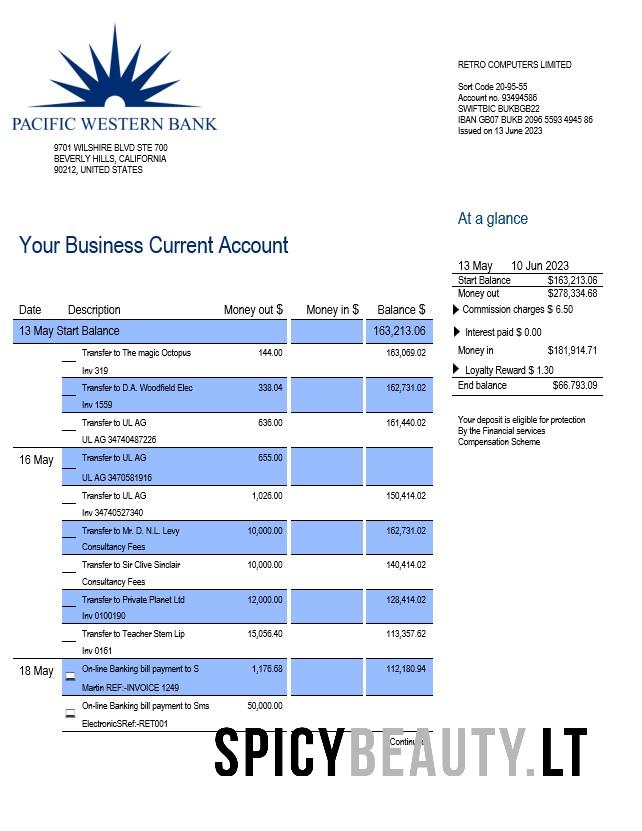 PACIFIC WESTERN BANK
9701 WILSHIRE BLVD STE 700
BEVERLY HILLS, CALIFORNIA
90212, UNITED STATES
RETRO COMPUTERS LIMITED
Sort Code 20-95-55
Account no. 93494586
SWIFTBIC BUKBGB22
IBAN GB07 BUKB 2096 5593 4945 86
Issued on 13 June 2023
At a glance
13 May 10 Jun 2023
Start Balance $163,213.06
Money out $278,334.68
Commission charges $ 6.50
Interest paid $ 0.00
Money in $181,914.71
Loyalty Reward $ 1.30
End balance $66.793.09
Your deposit is eligible for protection
By the Financial services
Compensation Scheme
Your Business Current Account
Date Description Money out $ Money in $ Balance $
13 May Start Balance 163,213.06
Transfer to The magic Octopus 144.00 163,069.02
Inv 319
Transfer to D.A. Woodfield Elec 338.04 162,731.02
Inv 1559
Transfer to UL AG 636.00 161,440.02
UL AG 34740487226
16 May Transfer to UL AG 655.00
UL AG 3470581916
Transfer to UL AG 1,026.00 150,414.02
Inv 34740527340
Transfer to Mr. D. N.L. Levy 10,000.00 162,731.02
Consultancy Fees
Transfer to Sir Clive Sinclair 10,000.00 140,414.02
Consultancy Fees
Transfer to Private Planet Ltd 12,000.00 128,414.02
Inv 0100190
Transfer to Teacher Stem Lip 15,056.40 113,357.62
Inv 0161
18 May On-line Banking bill payment to S 1,176.68 112,180.94
Martin REF:-INVOICE 1249
On-line Banking bill payment to Sms 50,000.00
ElectronicSRef:-RET001
SPICYBEAUTY.LT